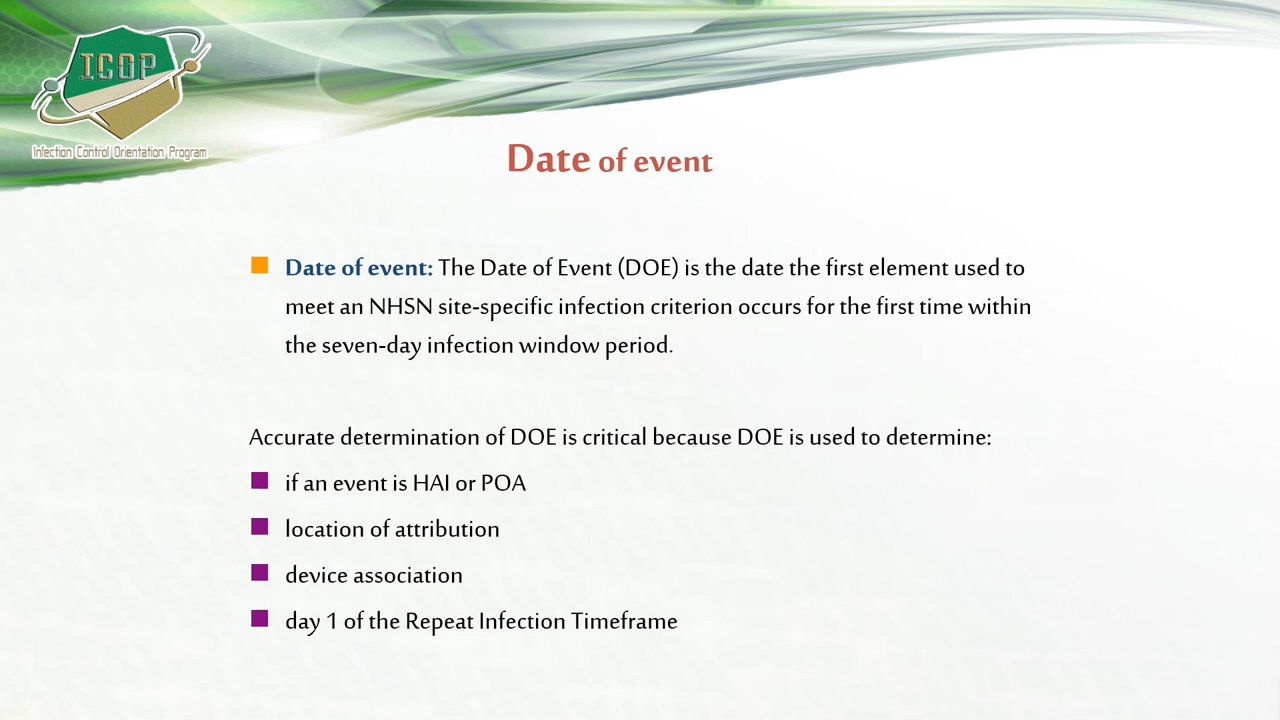 ICOP
Infection Control Orientation Program
Date of event
Date of event: The Date of Event (DOE) is the date the first element used to
meet an NHSN site-specific infection criterion occurs for the first time within
the seven-day infection window period.
Accurate determination of DOE is critical because DOE is used to determine:
if an event is HAI or POA
location of attribution
device association
day 1 of the Repeat Infection Timeframe